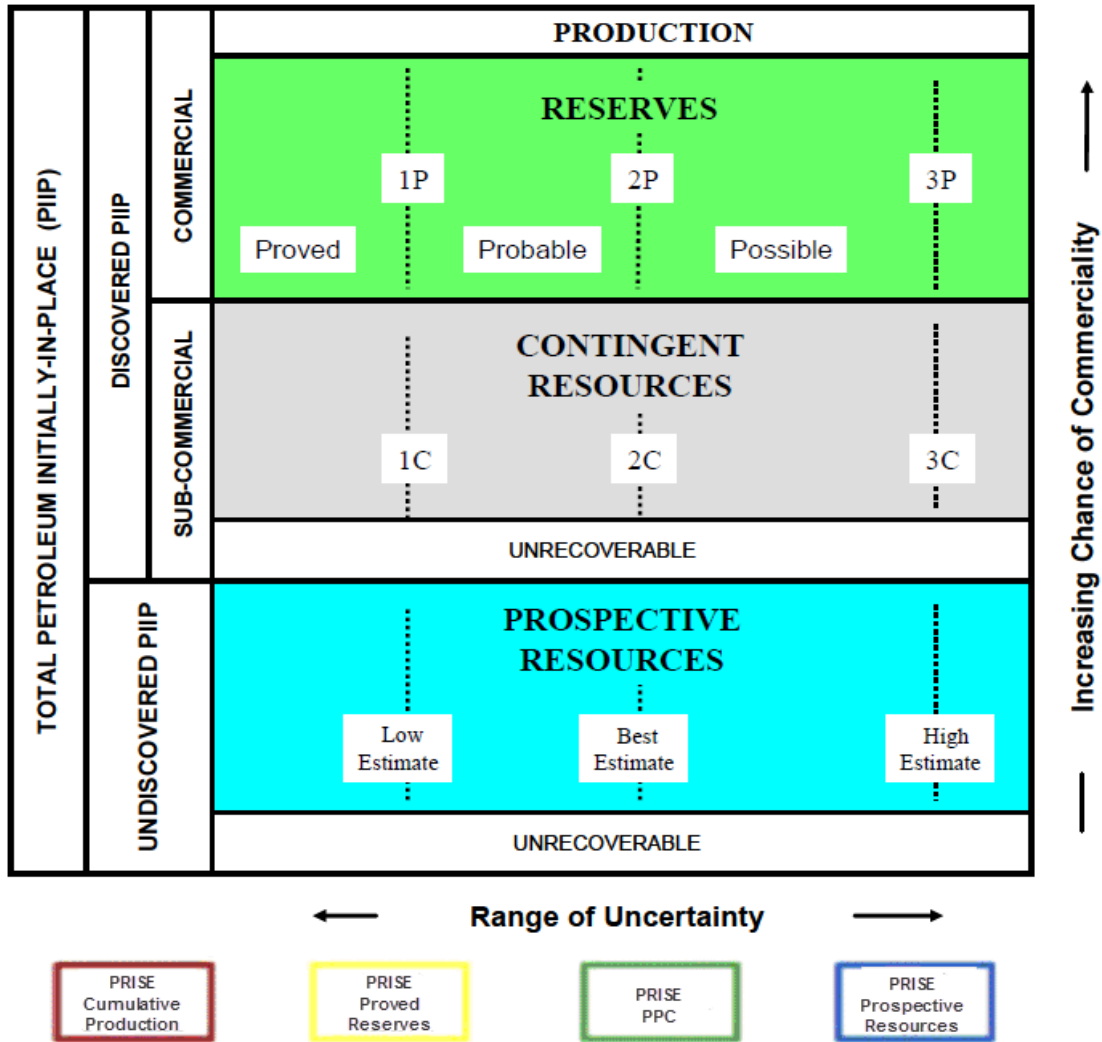 TOTAL PETROLEUM INITIALLY-IN-PLACE (PIIP)
DISCOVERED PIIP
UNDISCOVERED PIIP
COMMERCIAL
SUB-COMMERCIAL
PRODUCTION
RESERVES
1P 2P 3P
Proved Probable Possible
CONTINGENT
RESOURCES
1C 2C 3C
UNRECOVERABLE
PROSPECTIVE
RESOURCES
Low Best High
Estimate Estimate Estimate
UNRECOVERABLE
Increasing Chance of Commerciality
Range of Uncertainty
PRISE
Cumulative
Production
PRISE
Proved
Reserves
PRISE
PPC
PRISE
Prospective
Resources